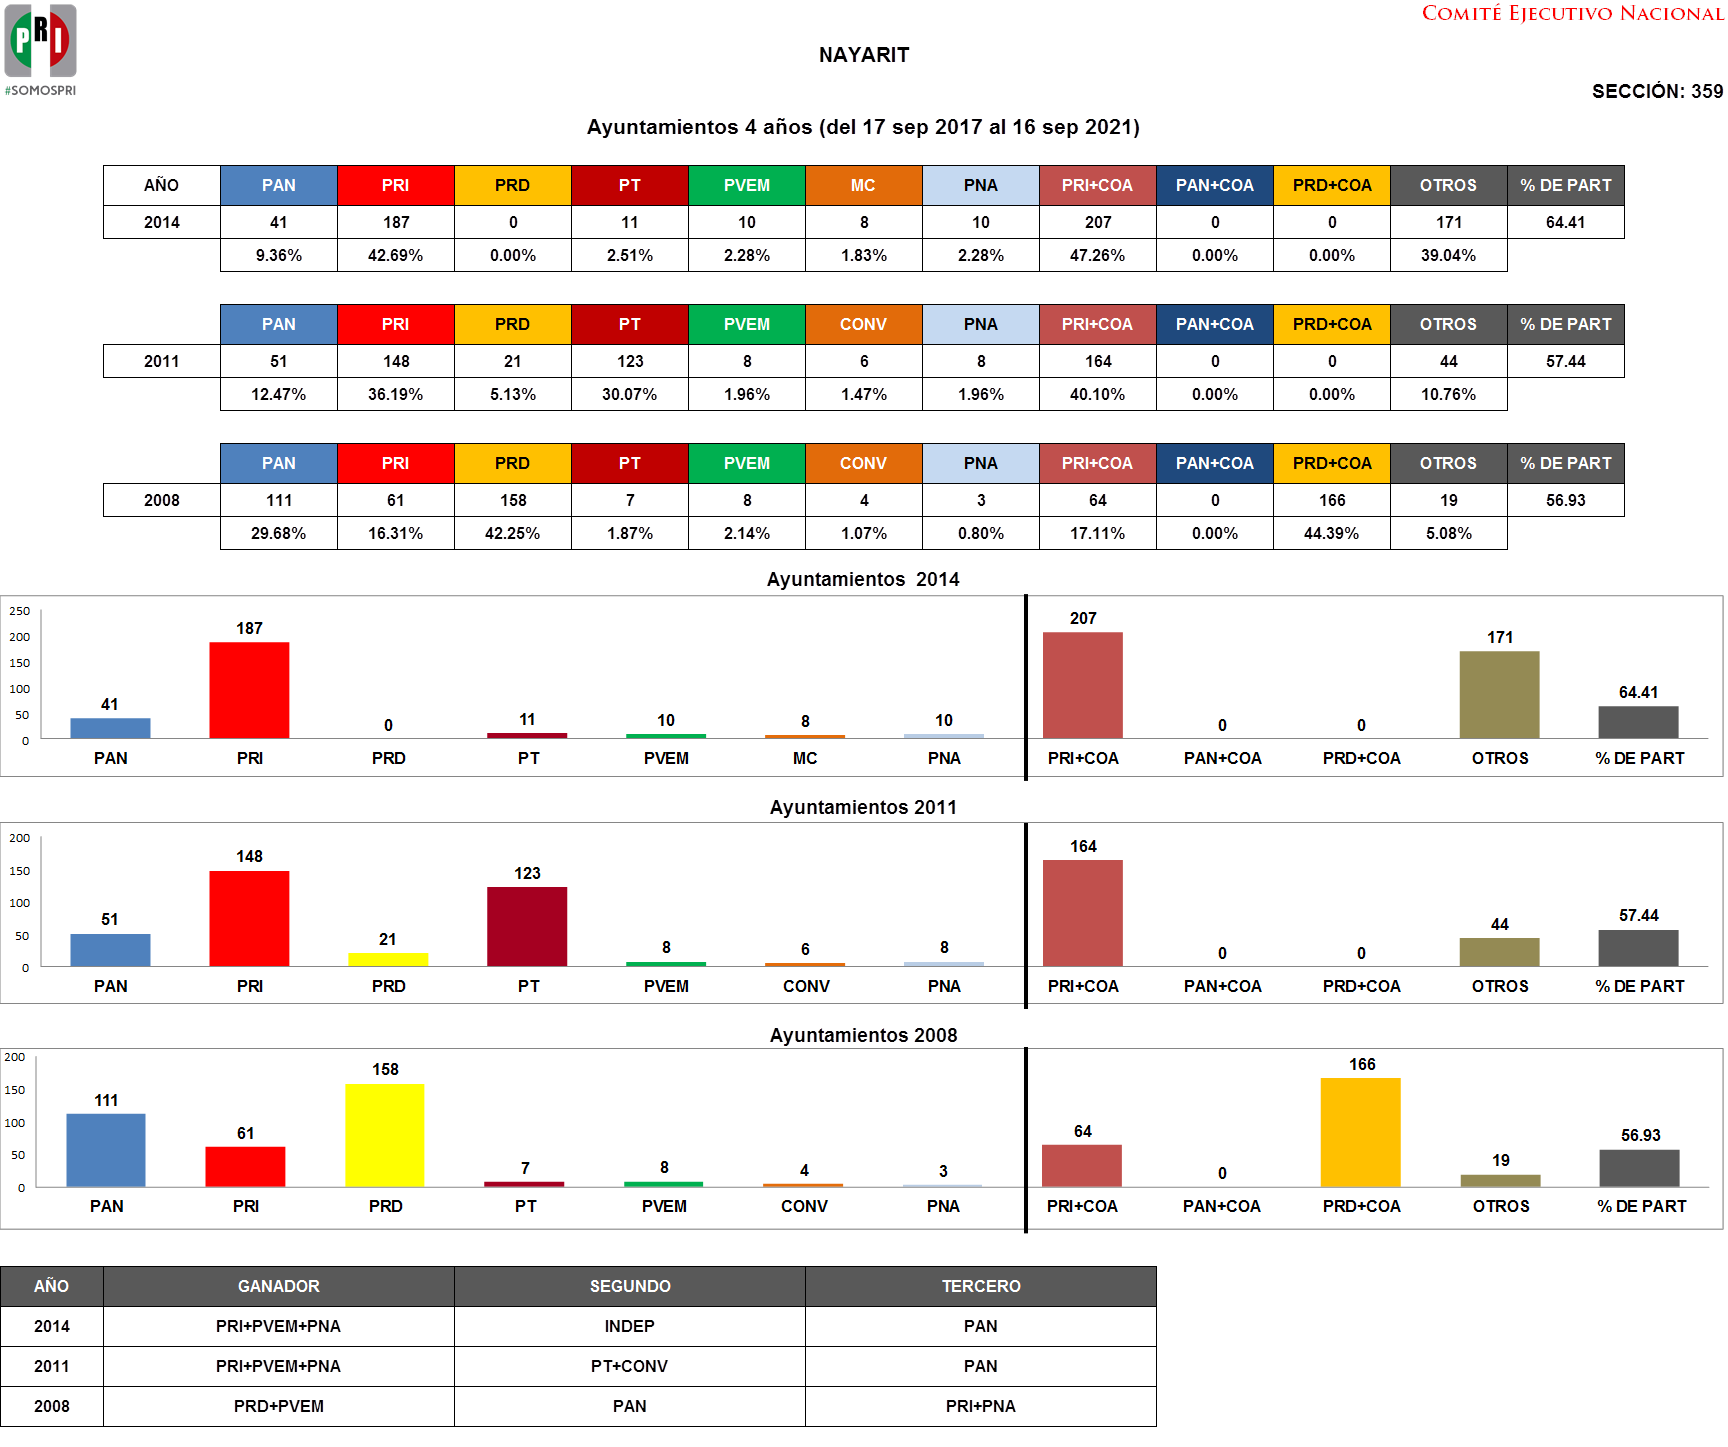 COMITÉ EJECUTIVO NACIONAL
PRI
#SOMOSPRI
NAYARIT
SECCIÓN: 359
Ayuntamientos 4 años (del 17 sep 2017 al 16 sep 2021)
AÑO PAN PRI PRD PT PVEM MC PNA PRI+COA PAN+COA PRD+COA OTROS % DE PART
2014 41 187 0 11 10 8 10 207 0 0 171 64.41
9.36% 42.69% 0.00% 2.51% 2.28% 1.83% 2.28% 47.26% 0.00% 0.00% 39.04%
PAN PRI PRD PT PVEM CONV PNA PRI+COA PAN+COA PRD+COA OTROS % DE PART
2011 51 148 21 123 8 6 8 164 0 0 44 57.44
12.47% 36.19% 5.13% 30.07% 1.96% 1.47% 1.96% 40.10% 0.00% 0.00% 10.76%
PAN PRI PRD PT PVEM CONV PNA PRI+COA PAN+COA PRD+COA OTROS % DE PART
2008 111 61 158 7 8 4 3 64 0 166 19 56.93
29.68% 16.31% 42.25% 1.87% 2.14% 1.07% 0.80% 17.11% 0.00% 44.39% 5.08%
Ayuntamientos 2014
250
200
150
100
50
0
41 187 0 11 10 8 10 207 0 0 171 64.41
PAN PRI PRD PT PVEM MC PNA PRI+COA PAN+COA PRD+COA OTROS % DE PART
Ayuntamientos 2011
200
150
100
50
0
51 148 21 123 8 6 8 164 0 0 44 57.44
PAN PRI PRD PT PVEM CONV PNA PRI+COA PAN+COA PRD+COA OTROS % DE PART
Ayuntamientos 2008
200
150
100
50
0
111 61 158 7 8 4 3 64 0 166 19 56.93
PAN PRI PRD PT PVEM CONV PNA PRI+COA PAN+COA PRD+COA OTROS % DE PART
AÑO GANADOR SEGUNDO TERCERO
2014 PRI+PVEM+PNA INDEP PAN
2011 PRI+PVEM+PNA PT+CONV PAN
2008 PRD+PVEM PAN PRI+PNA